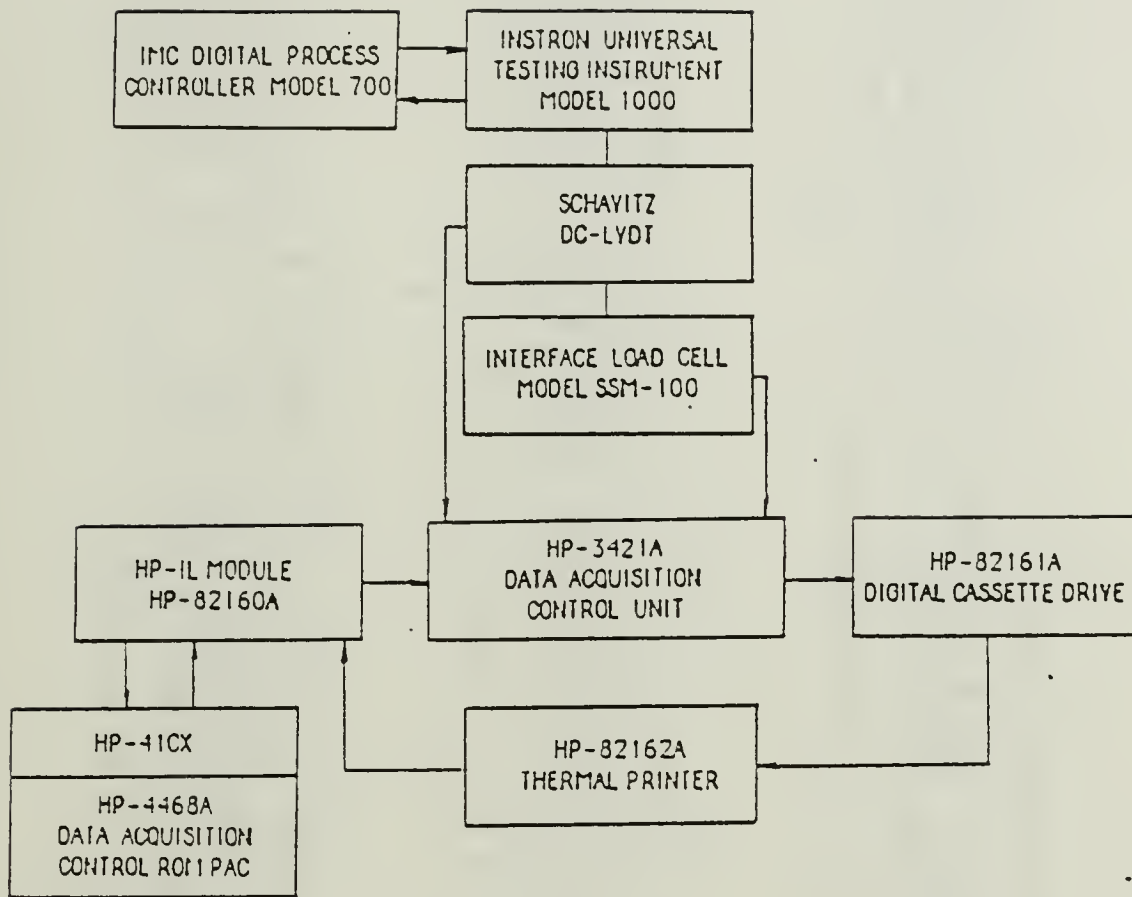 IMC DIGITAL PROCESS
CONTROLLER MODEL 700
INSTRON UNIVERSAL
TESTING INSTRUMENT
MODEL 1000
SCHAVITZ
DC-LVDT
INTERFACE LOAD CELL
MODEL SSM-100
HP-IL MODULE
HP-82160A
HP-3421A
DATA ACQUISITION
CONTROL UNIT
HP-82161A
DIGITAL CASSETTE DRIVE
HP-41CX
HP-4468A
DATA ACQUISITION
CONTROL ROM PAC
HP-82162A
THERMAL PRINTER